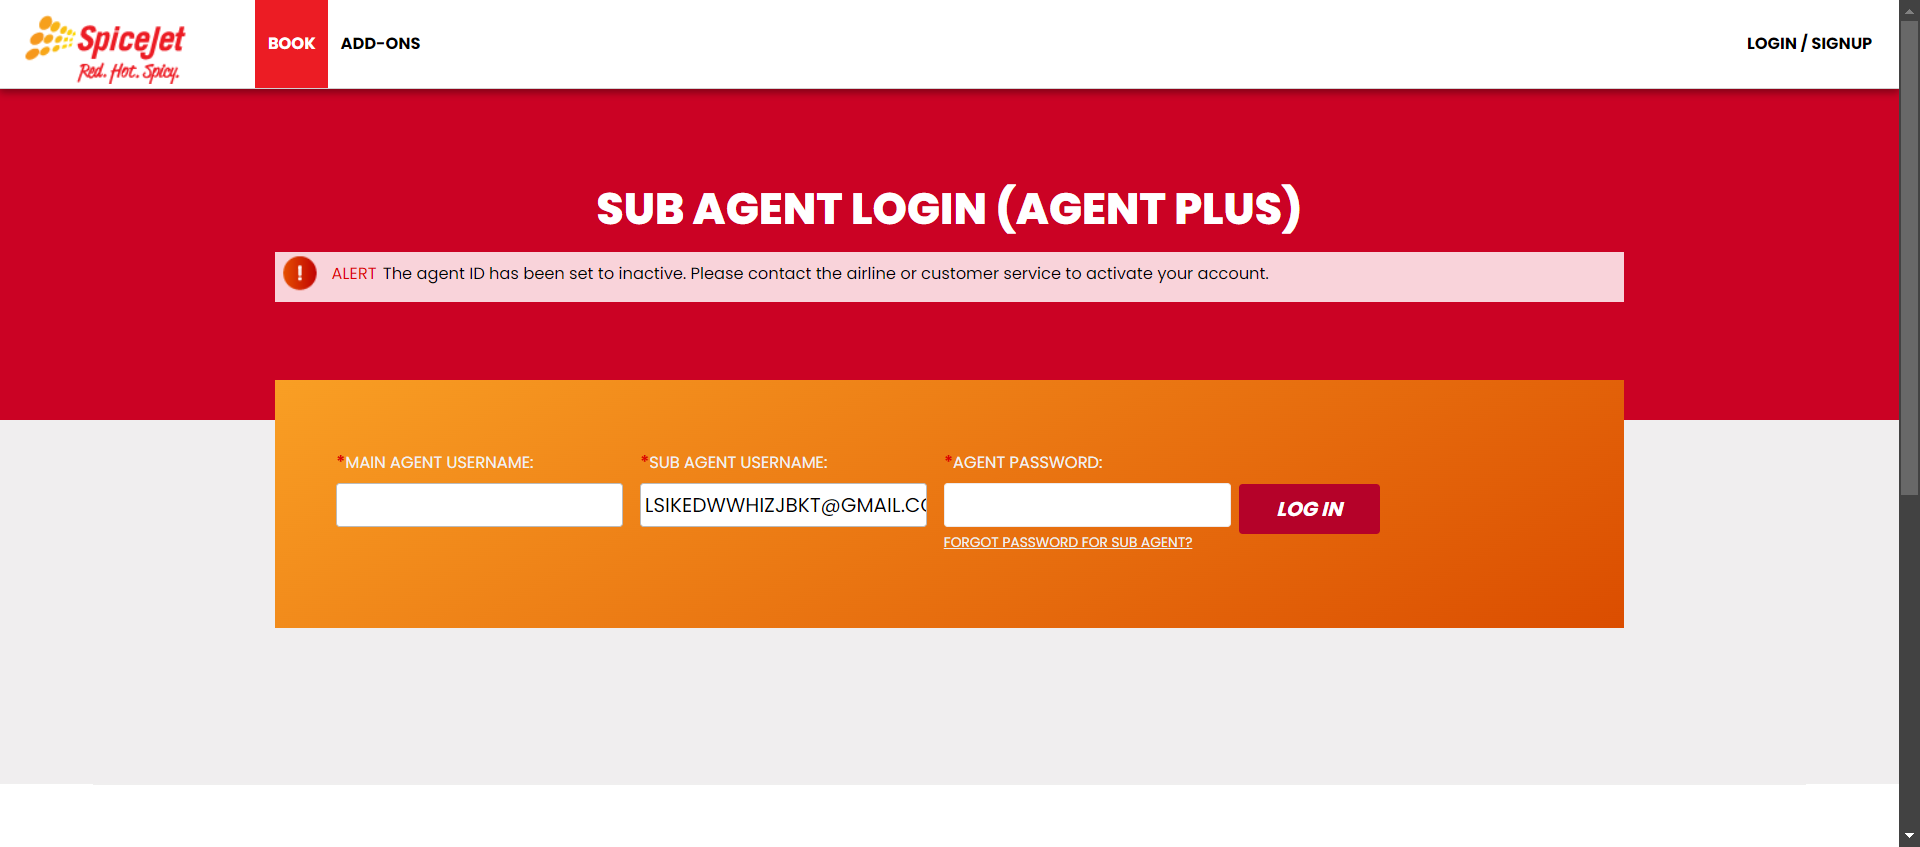 SpiceJet
Red. Hot. Spicy.
BOOK
ADD-ONS
LOGIN / SIGNUP
SUB AGENT LOGIN (AGENT PLUS)
ALERT The agent ID has been set to inactive. Please contact the airline or customer service to activate your account.
*MAIN AGENT USERNAME:
*SUB AGENT USERNAME:
*AGENT PASSWORD:
LSIKEDWWHIZJBKT@GMAIL.CO
LOG IN
FORGOT PASSWORD FOR SUB AGENT?